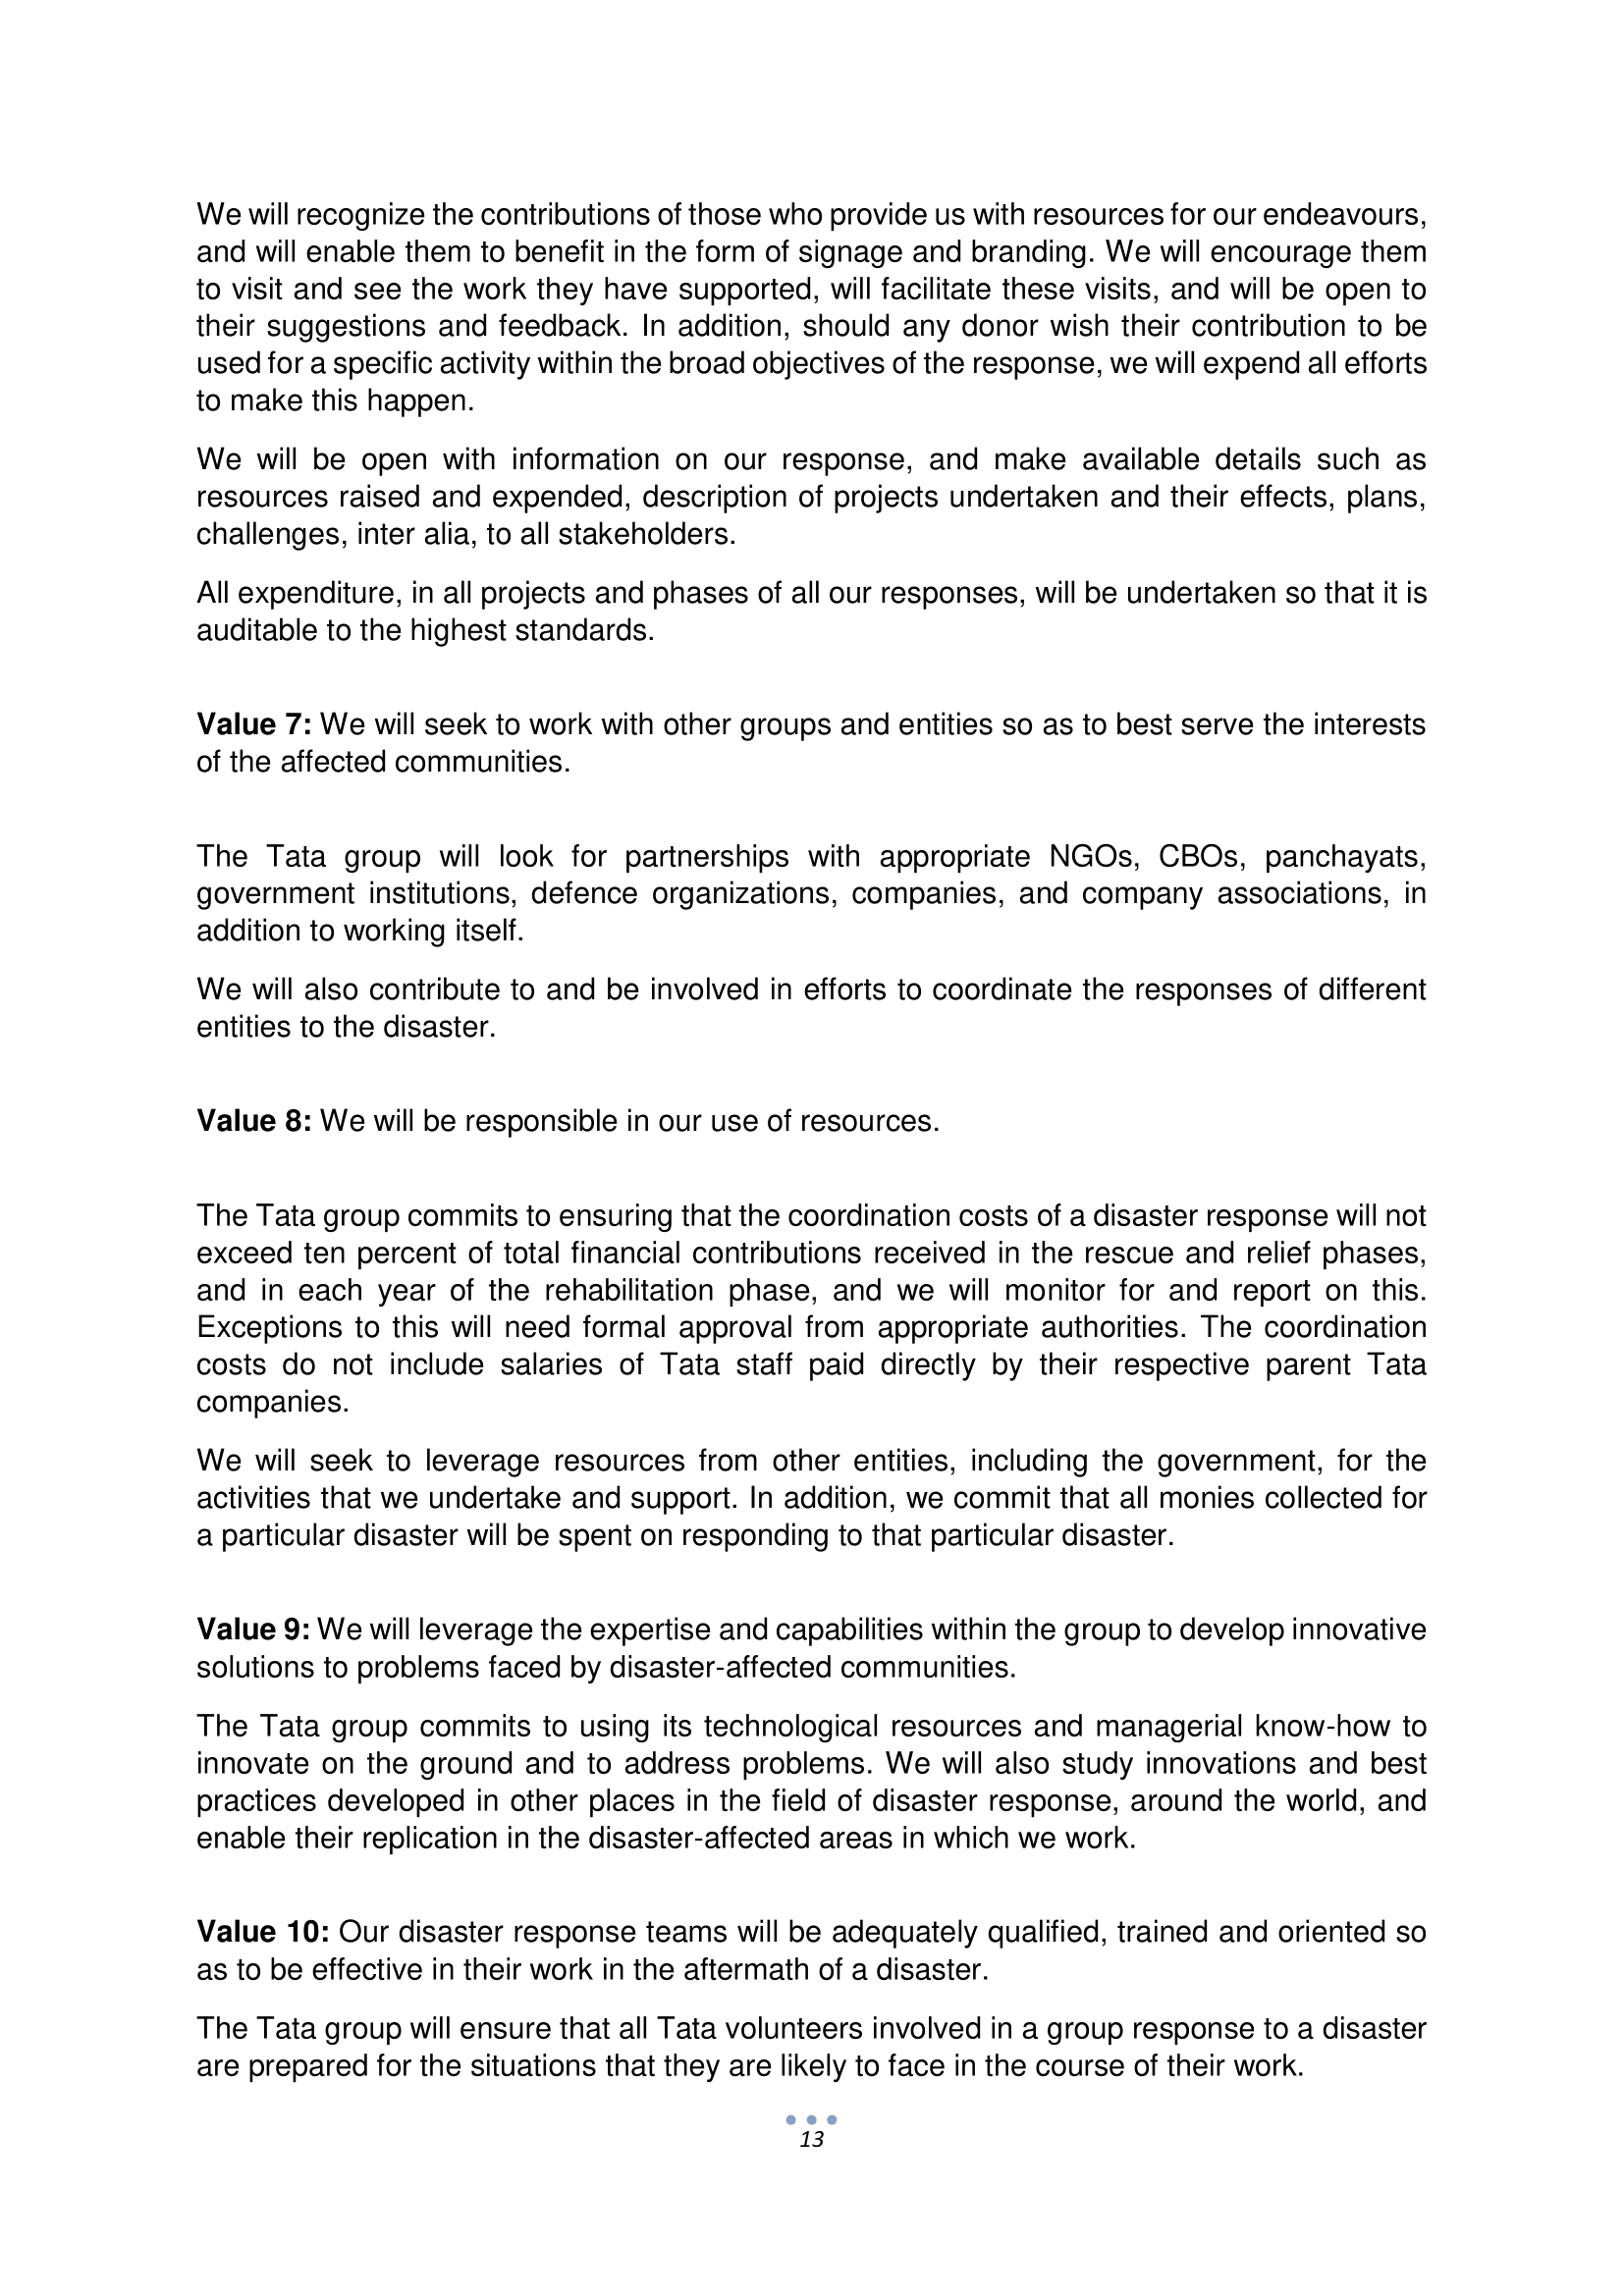 We will recognize the contributions of those who provide us with resources for our endeavours,
and will enable them to benefit in the form of signage and branding. We will encourage them
to visit and see the work they have supported, will facilitate these visits, and will be open to
their suggestions and feedback. In addition, should any donor wish their contribution to be
used for a specific activity within the broad objectives of the response, we will expend all efforts
to make this happen.
We will be open with information on our response, and make available details such as
resources raised and expended, description of projects undertaken and their effects, plans,
challenges, inter alia, to all stakeholders.
All expenditure, in all projects and phases of all our responses, will be undertaken so that it is
auditable to the highest standards.
Value 7: We will seek to work with other groups and entities so as to best serve the interests
of the affected communities.
The Tata group will look for partnerships with appropriate NGOs, CBOs, panchayats,
government institutions, defence organizations, companies, and company associations, in
addition to working itself.
We will also contribute to and be involved in efforts to coordinate the responses of different
entities to the disaster.
Value 8: We will be responsible in our use of resources.
The Tata group commits to ensuring that the coordination costs of a disaster response will not
exceed ten percent of total financial contributions received in the rescue and relief phases,
and in each year of the rehabilitation phase, and we will monitor for and report on this.
Exceptions to this will need formal approval from appropriate authorities. The coordination
costs do not include salaries of Tata staff paid directly by their respective parent Tata
companies.
We will seek to leverage resources from other entities, including the government, for the
activities that we undertake and support. In addition, we commit that all monies collected for
a particular disaster will be spent on responding to that particular disaster.
Value 9: We will leverage the expertise and capabilities within the group to develop innovative
solutions to problems faced by disaster-affected communities.
The Tata group commits to using its technological resources and managerial know-how to
innovate on the ground and to address problems. We will also study innovations and best
practices developed in other places in the field of disaster response, around the world, and
enable their replication in the disaster-affected areas in which we work.
Value 10: Our disaster response teams will be adequately qualified, trained and oriented so
as to be effective in their work in the aftermath of a disaster.
The Tata group will ensure that all Tata volunteers involved in a group response to a disaster
are prepared for the situations that they are likely to face in the course of their work.
13